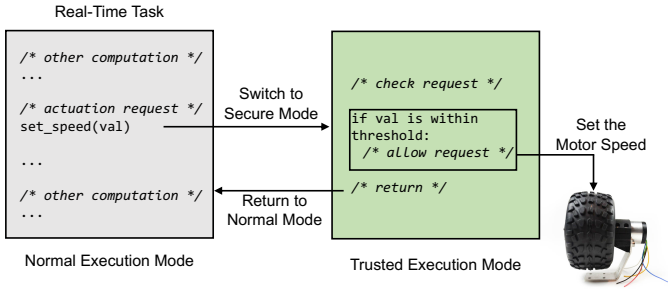 Real-Time Task
/* other computation */
...
/* actuation request */
set_speed(val)
...
/* other computation */
...
Normal Execution Mode
Switch to
Secure Mode
Return to
Normal Mode
/* check request */
if val is within
threshold:
/* allow request */
/* return */
Trusted Execution Mode
Set the
Motor Speed